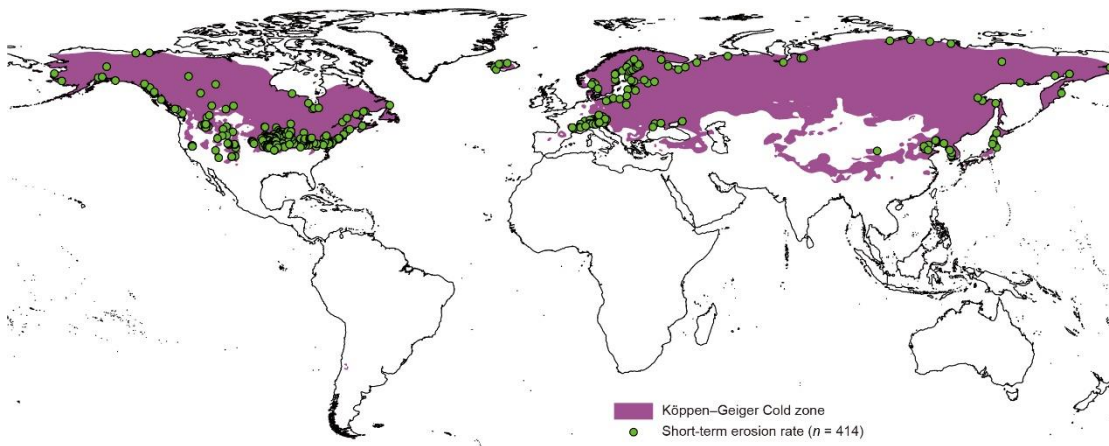 Köppen–Geiger Cold zone
Short-term erosion rate (n = 414)